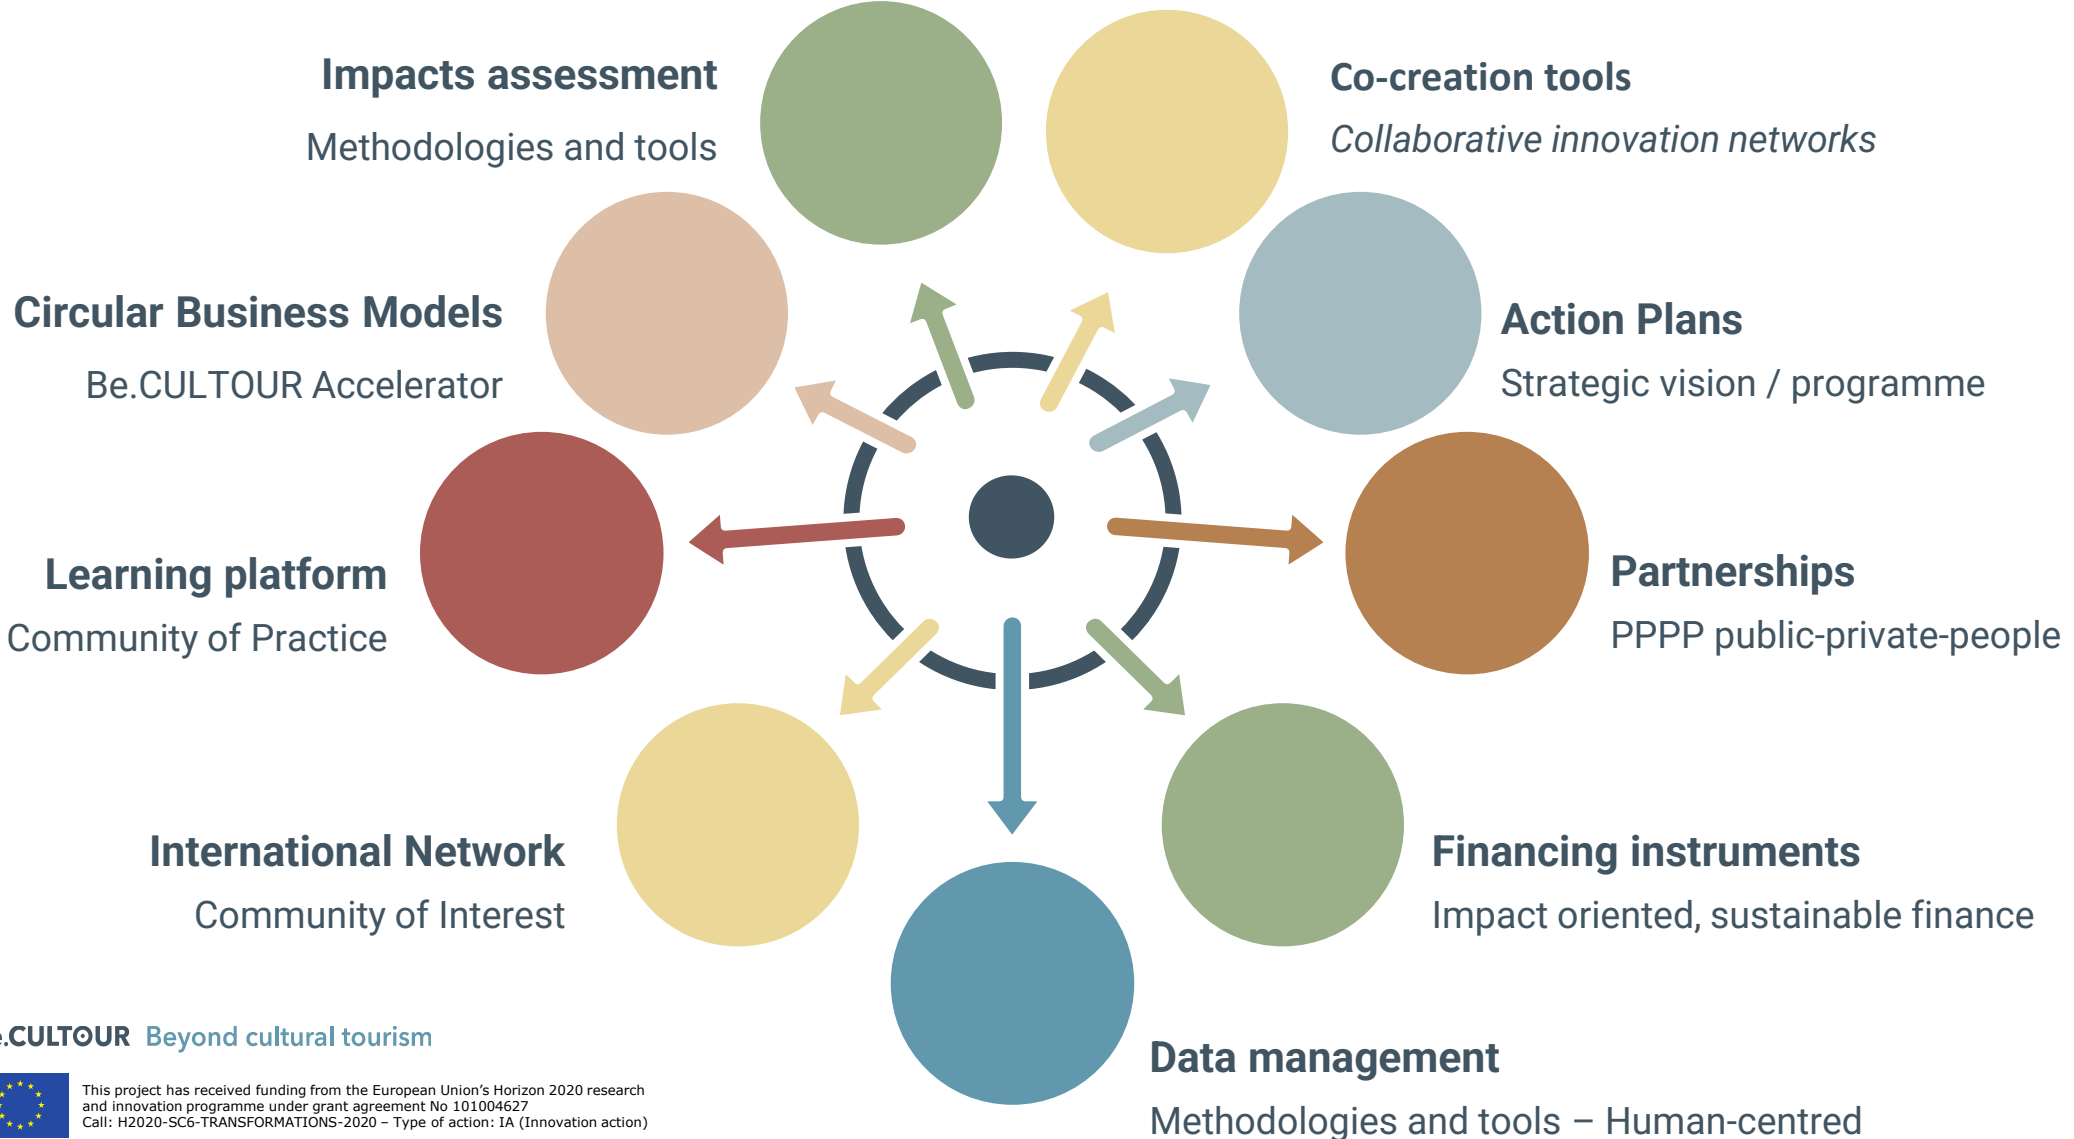 Impacts assessment
Methodologies and tools
Co-creation tools
Collaborative innovation networks
Circular Business Models
Be.CULTOUR Accelerator
Action Plans
Strategic vision / programme
Learning platform
Community of Practice
Partnerships
PPPP public-private-people
International Network
Community of Interest
Financing instruments
Impact oriented, sustainable finance
Data management
Methodologies and tools – Human-centred
e.CULTOUR Beyond cultural tourism
This project has received funding from the European Union’s Horizon 2020 research
and innovation programme under grant agreement No 101004627
Call: H2020-SC6-TRANSFORMATIONS-2020 – Type of action: IA (Innovation action)